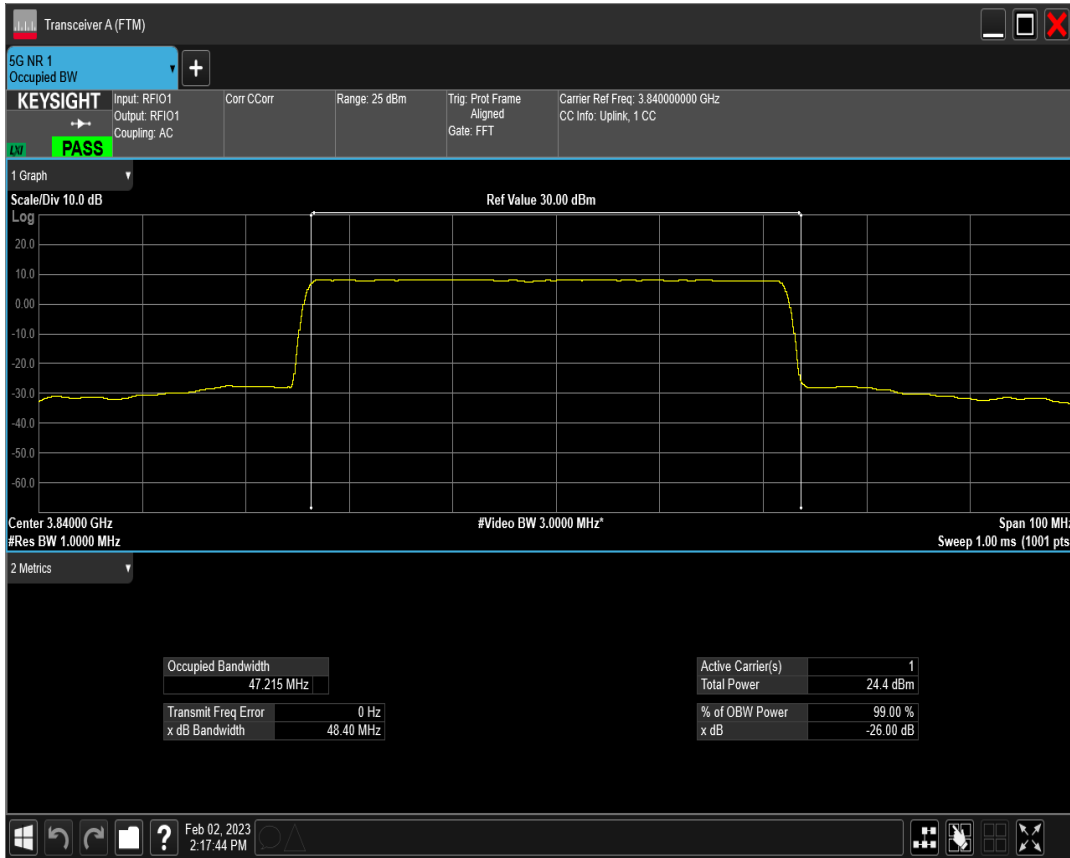 Transceiver A (FTM)
5G NR 1
Occupied BW
+
KEYSIGHT
LXI
PASS
Input: RFIO1
Output: RFIO1
Coupling: AC
Corr CCorr
Range: 25 dBm
Trig: Prot Frame
Aligned
Gate: FFT
Carrier Ref Freq: 3.840000000 GHz
CC Info: Uplink, 1 CC
1 Graph
Scale/Div 10.0 dB
Ref Value 30.00 dBm
Log
20.0
10.0
0.00
-10.0
-20.0
-30.0
-40.0
-50.0
-60.0
Center 3.84000 GHz
#Video BW 3.0000 MHz*
Span 100 MHz
#Res BW 1.0000 MHz
Sweep 1.00 ms (1001 pts
2 Metrics
Occupied Bandwidth
47.215 MHz
Transmit Freq Error 0 Hz
x dB Bandwidth 48.40 MHz
Active Carrier(s) 1
Total Power 24.4 dBm
% of OBW Power 99.00 %
x dB -26.00 dB
?
Feb 02, 2023
2:17:44 PM